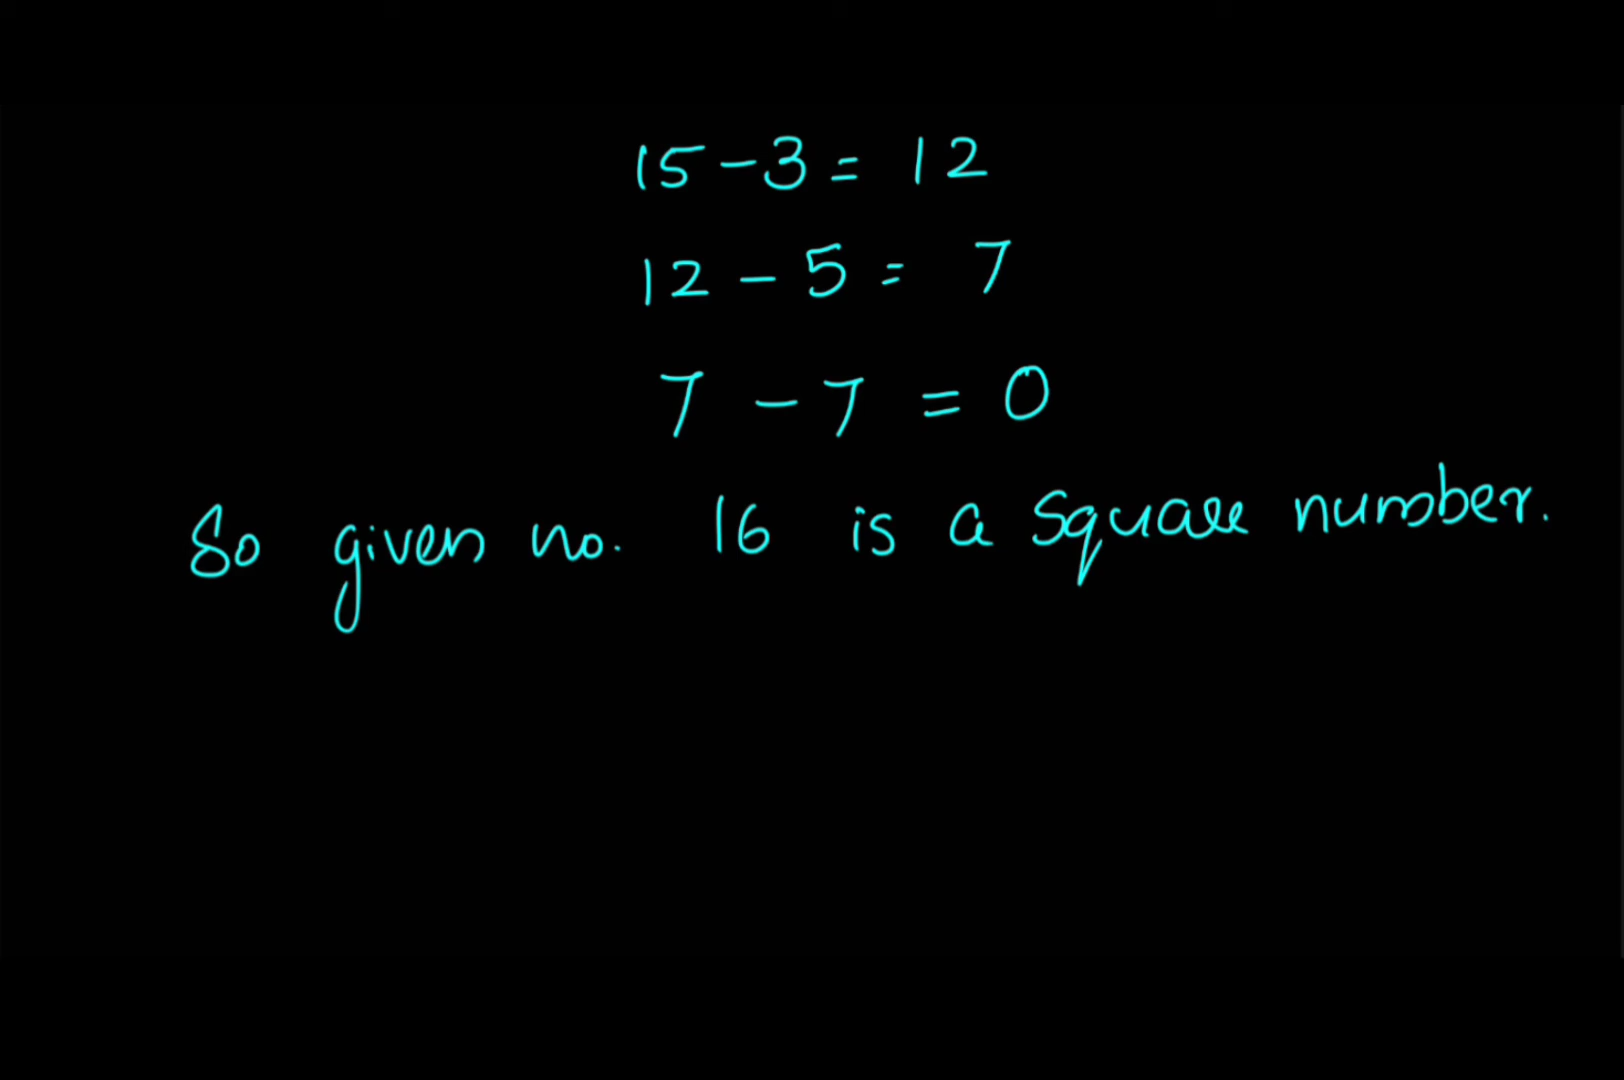 15-3= 12
12 - 5 = 7
7 - 7 = 0
So given no. 16 is a square number.